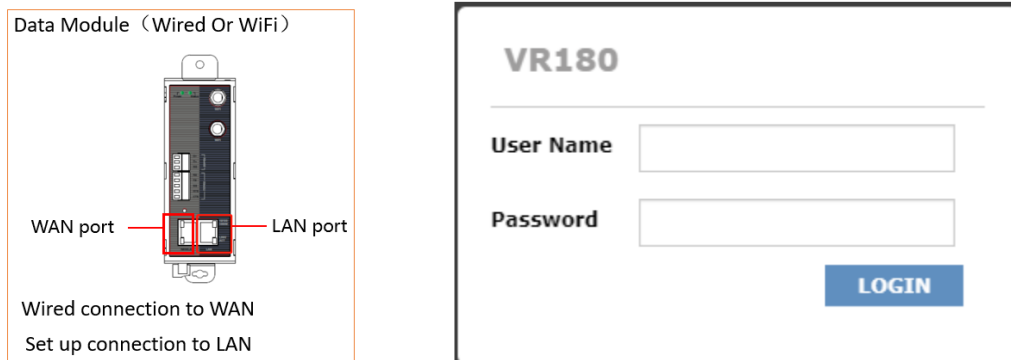 Data Module（Wired Or WiFi）
WAN port
LAN port
Wired connection to WAN
Set up connection to LAN
VR180
User Name
Password
LOGIN